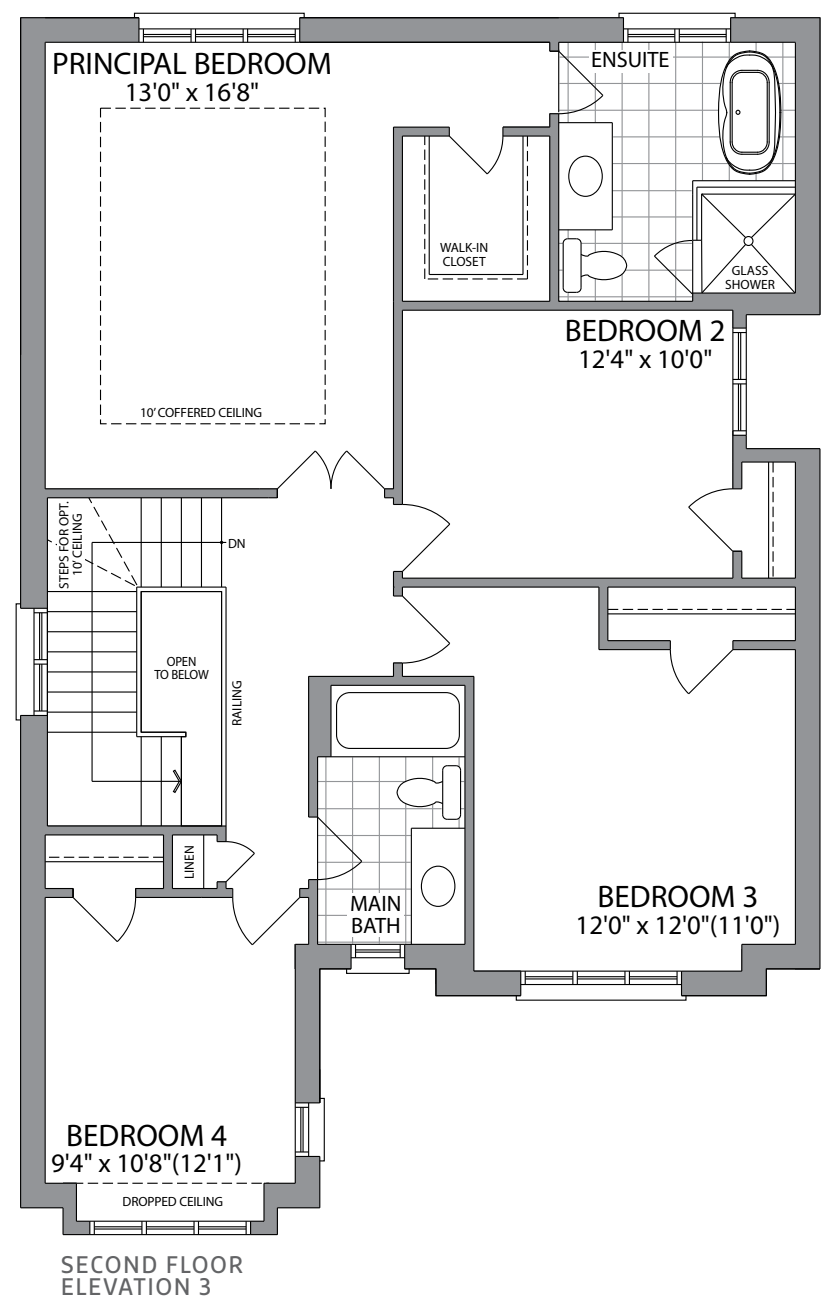 PRINCIPAL BEDROOM
13'0" x 16'8"
ENSUITE
WALK-IN
CLOSET
GLASS
SHOWER
10' COFFERED CEILING
BEDROOM 2
12'4" x 10'0"
STEPS FOR OPT.
10' CEILING
DN
OPEN
TO BELOW
RAILING
LINEN
MAIN
BATH
BEDROOM 3
12'0" x 12'0"(11'0")
BEDROOM 4
9'4" x 10'8"(12'1")
DROPPED CEILING
SECOND FLOOR
ELEVATION 3